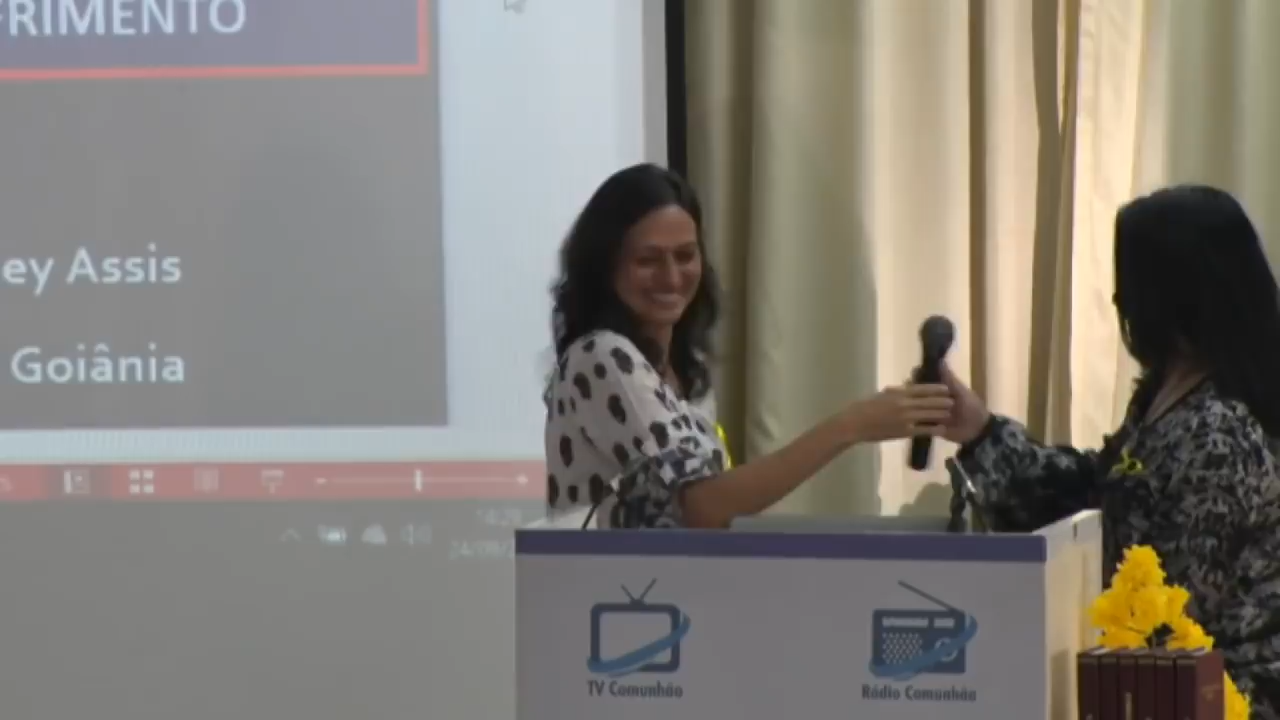 FRIMENTO
ey Assis
Goiânia
TV Comunhão
Rádio Comunhão